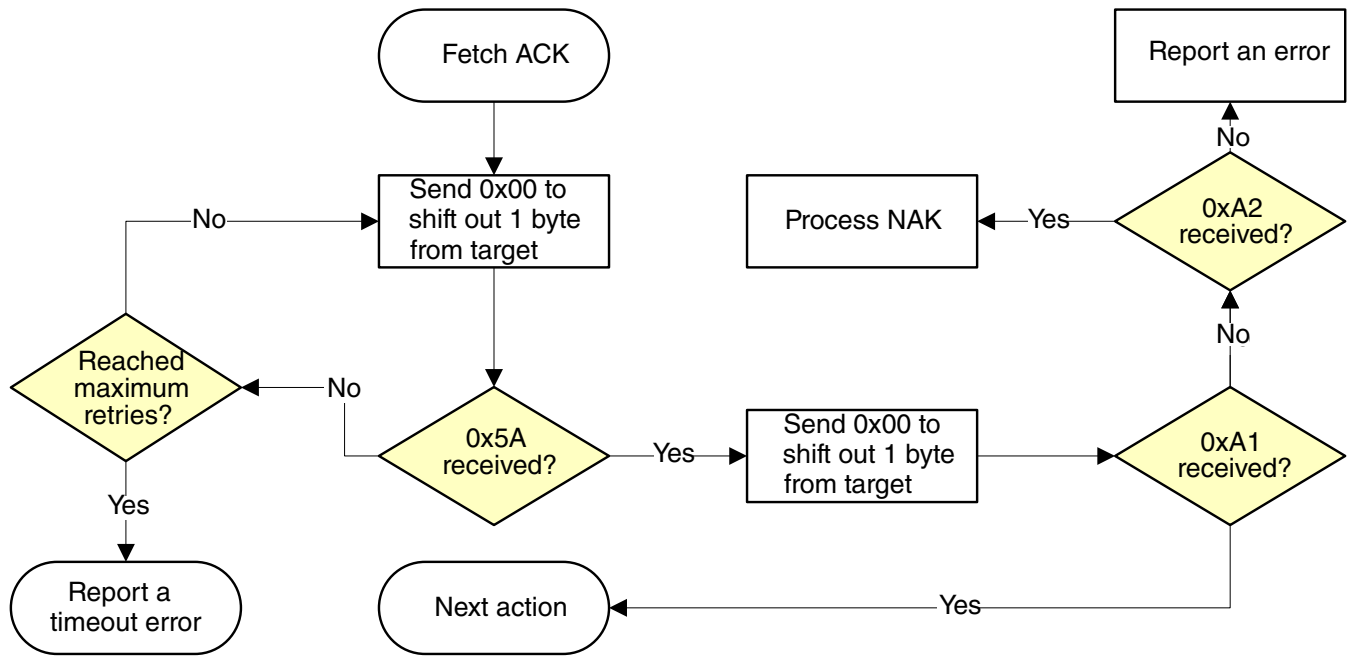 Fetch ACK
Report an error
No
Send 0x00 to
shift out 1 byte
from target
No
Process NAK
Yes
0xA2
received?
No
Reached
maximum
retries?
No
0x5A
received?
Yes
Send 0x00 to
shift out 1 byte
from target
0xA1
received?
Yes
Report a
timeout error
Next action
Yes